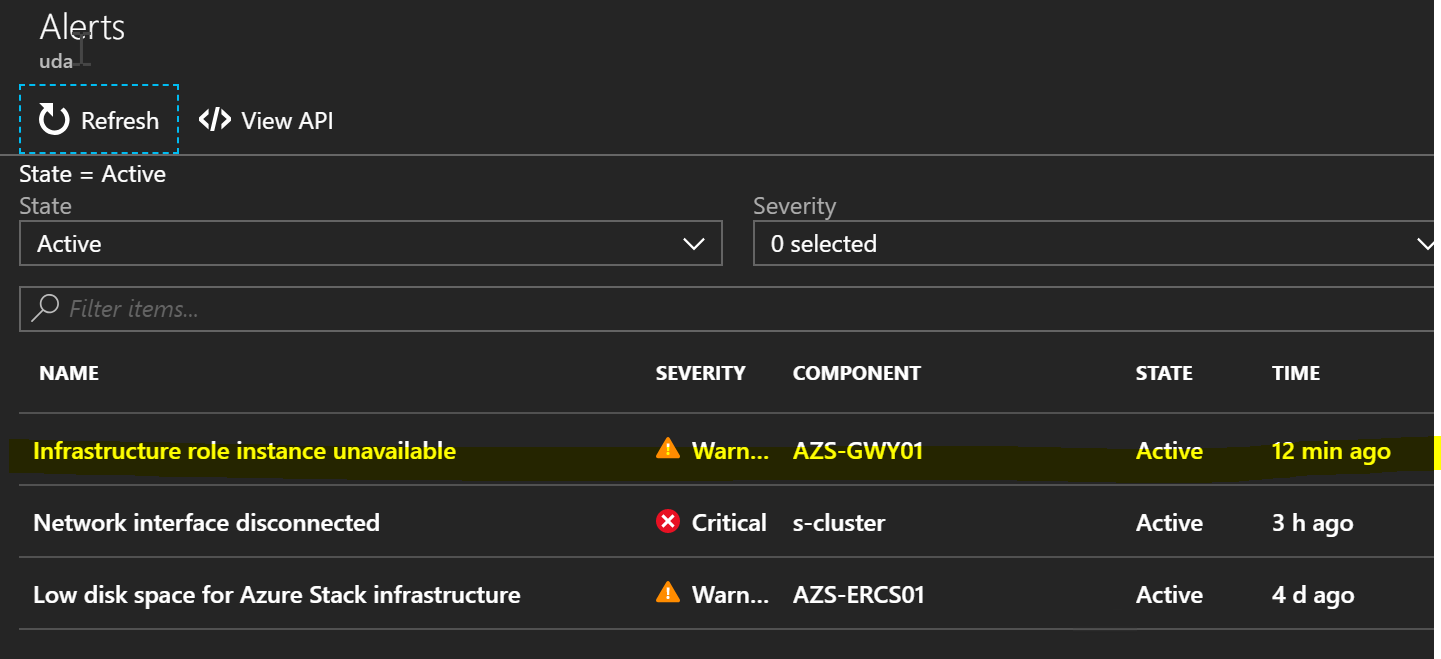 Alerts
uda
Refresh </> View API
State = Active
State Severity
Active 0 selected
Filter items...
NAME SEVERITY COMPONENT STATE TIME
Infrastructure role instance unavailable Warn... AZS-GWY01 Active 12 min ago
Network interface disconnected Critical s-cluster Active 3 h ago
Low disk space for Azure Stack infrastructure Warn... AZS-ERCS01 Active 4 d ago